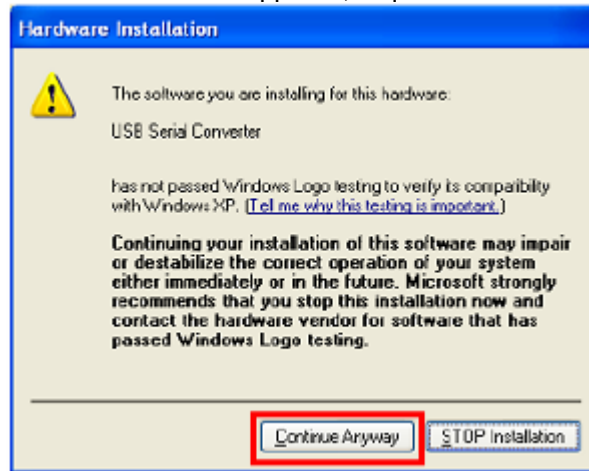 Hardware Installation
The software you are installing for this hardware:
USB Serial Converter
has not passed Windows Logo testing to verify its compatibility
with Windows XP. (Tell me why this testing is important.)
Continuing your installation of this software may impair
or destabilize the correct operation of your system
either immediately or in the future. Microsoft strongly
recommends that you stop this installation now and
contact the hardware vendor for software that has
passed Windows Logo testing.
Continue Anyway
STOP Installation